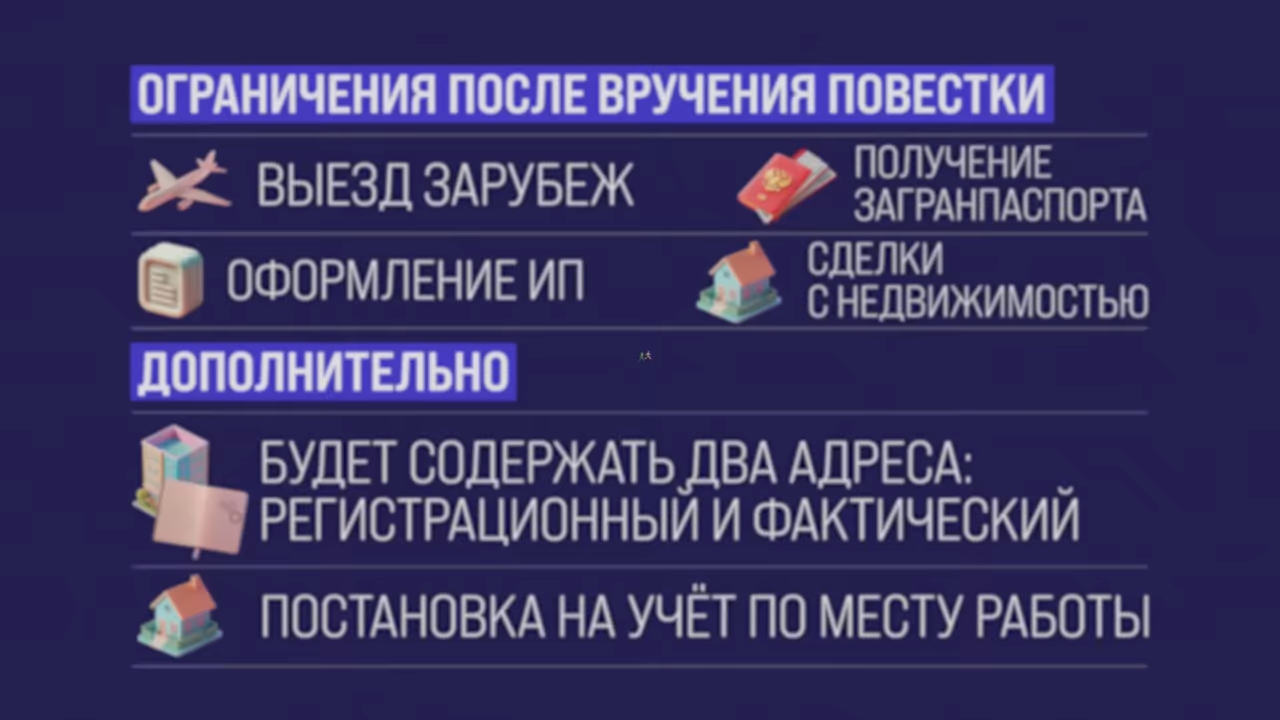 ОГРАНИЧЕНИЯ ПОСЛЕ ВРУЧЕНИЯ ПОВЕСТКИ
ВЫЕЗД ЗАРУБЕЖ
ПОЛУЧЕНИЕ
ЗАГРАНПАСПОРТА
ОФОРМЛЕНИЕ ИП
СДЕЛКИ
С НЕДВИЖИМОСТЬЮ
ДОПОЛНИТЕЛЬНО
БУДЕТ СОДЕРЖАТЬ ДВА АДРЕСА:
РЕГИСТРАЦИОННЫЙ И ФАКТИЧЕСКИЙ
ПОСТАНОВКА НА УЧЁТ ПО МЕСТУ РАБОТЫ